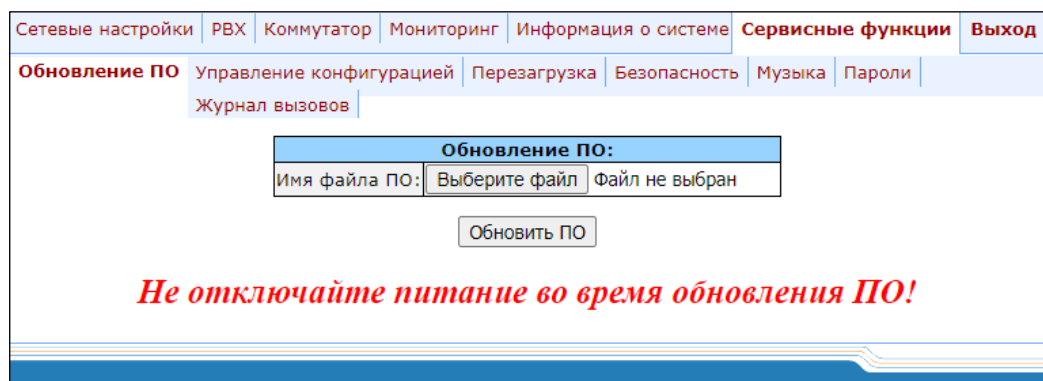 Сетевые настройки PBX Коммутатор Мониторинг Информация о системе Сервисные функции Выход
Обновление ПО Управление конфигурацией Перезагрузка Безопасность Музыка Пароли
Журнал вызовов
Обновление ПО:
Имя файла ПО: Выберите файл Файл не выбран
Обновить ПО
Не отключайте питание во время обновления ПО!